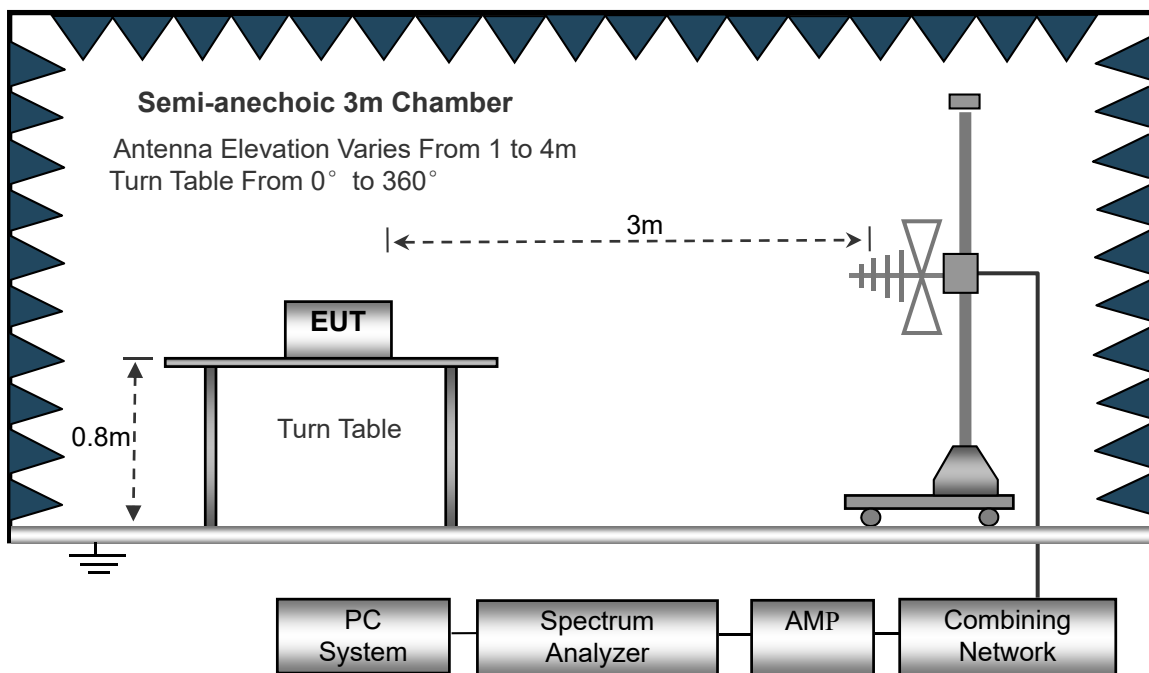 Semi-anechoic 3m Chamber
Antenna Elevation Varies From 1 to 4m
Turn Table From 0° to 360°
3m
EUT
0.8m
Turn Table
PC
System
Spectrum
Analyzer
AMP
Combining
Network